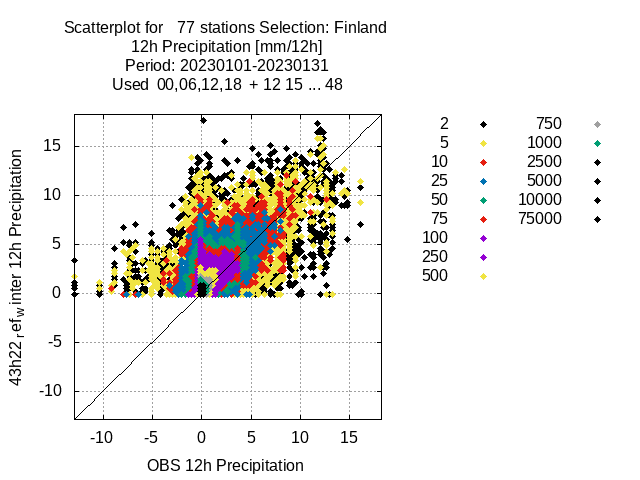 Scatterplot for 77 stations Selection: Finland
12h Precipitation [mm/12h]
Period: 20230101-20230131
Used 00,06,12,18 + 12 15 ... 48
43h22_ref_winter 12h Precipitation
15
10
5
0
-5
-10
-10 -5 0 5 10 15
OBS 12h Precipitation
2 750
5 1000
10 2500
25 5000
50 10000
75 75000
100
250
500